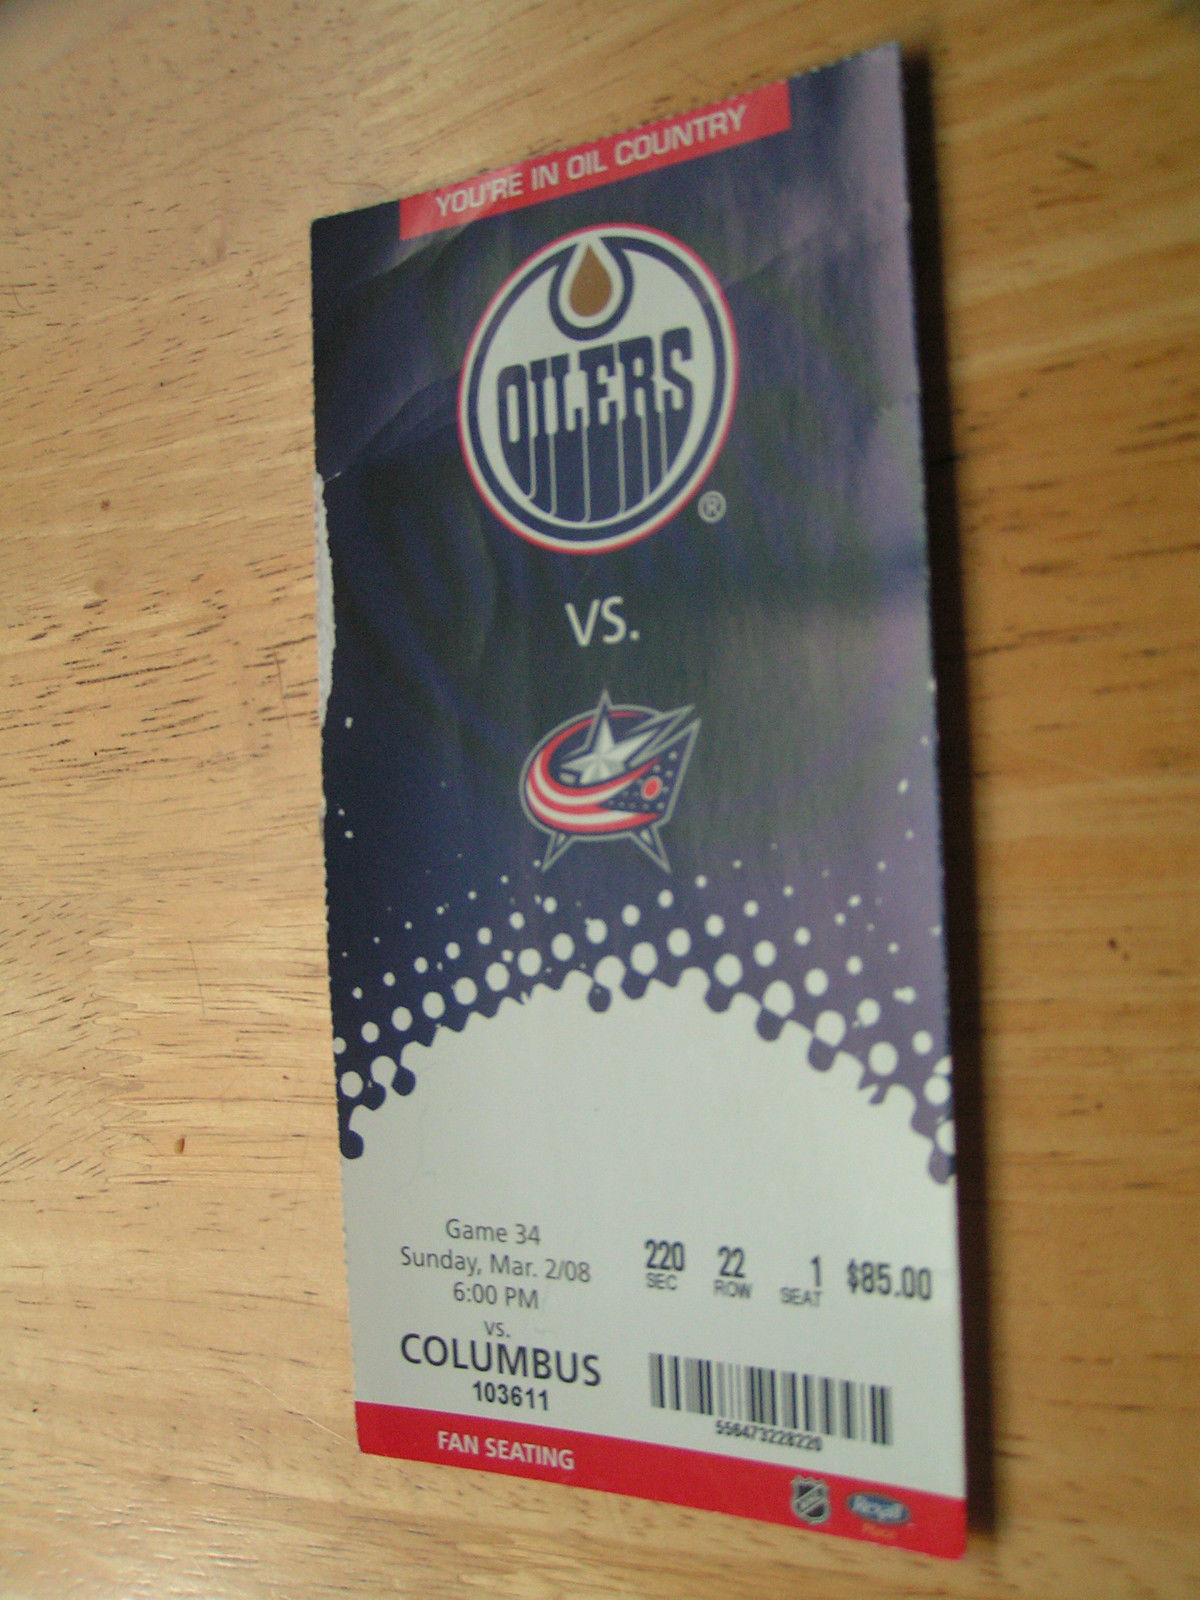 YOU'RE IN OIL COUNTRY
OILERS
®
VS.
Game 34
Sunday, Mar. 2/08
6:00 PM
vs.
COLUMBUS
103611
220 22 1 $85.00
SEC ROW SEAT
556473228220
FAN SEATING
Rexall